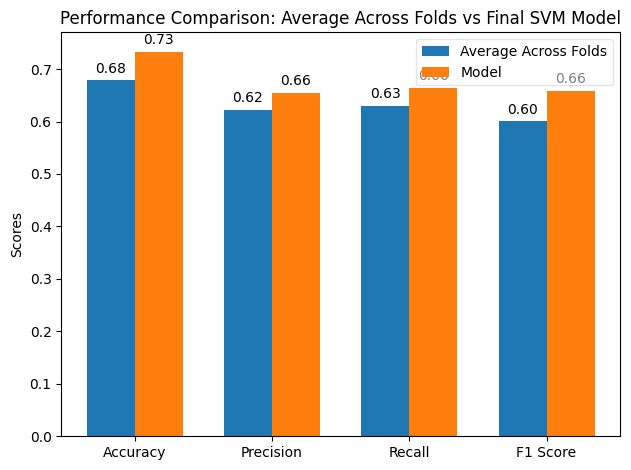 Performance Comparison: Average Across Folds vs Final SVM Model
Average Across Folds
Model
0.73
0.68
0.66
0.62
0.66
0.63
0.66
0.60
Scores
0.7
0.6
0.5
0.4
0.3
0.2
0.1
0.0
Accuracy
Precision
Recall
F1 Score